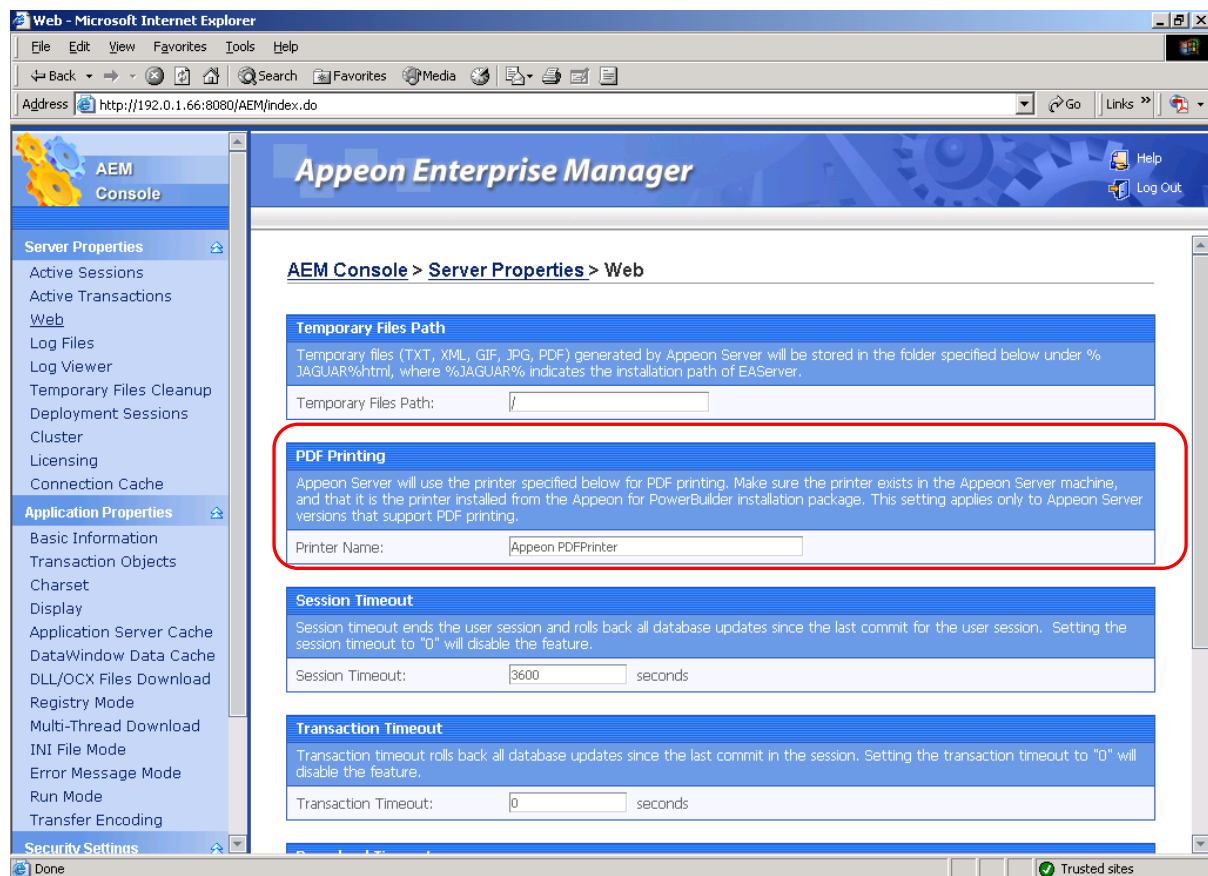 Web - Microsoft Internet Explorer
File Edit View Favorites Tools Help
Back Search Favorites Media
Address http://192.0.1.66:8080/AEM/index.do Go Links »
AEM
Console
Appeon Enterprise Manager
Help
Log Out
Server Properties
Active Sessions
Active Transactions
Web
Log Files
Log Viewer
Temporary Files Cleanup
Deployment Sessions
Cluster
Licensing
Connection Cache
Application Properties
Basic Information
Transaction Objects
Charset
Display
Application Server Cache
DataWindow Data Cache
DLL/OCX Files Download
Registry Mode
Multi-Thread Download
INI File Mode
Error Message Mode
Run Mode
Transfer Encoding
Security Settings
AEM Console > Server Properties > Web
Temporary Files Path
Temporary files (TXT, XML, GIF, JPG, PDF) generated by Appeon Server will be stored in the folder specified below under %
JAGUAR%html, where %JAGUAR% indicates the installation path of EAServer.
Temporary Files Path: /
PDF Printing
Appeon Server will use the printer specified below for PDF printing. Make sure the printer exists in the Appeon Server machine,
and that it is the printer installed from the Appeon for PowerBuilder installation package. This setting applies only to Appeon Server
versions that support PDF printing.
Printer Name: Appeon PDFPrinter
Session Timeout
Session timeout ends the user session and rolls back all database updates since the last commit for the user session. Setting the
session timeout to "0" will disable the feature.
Session Timeout: 3600 seconds
Transaction Timeout
Transaction timeout rolls back all database updates since the last commit in the session. Setting the transaction timeout to "0" will
disable the feature.
Transaction Timeout: 0 seconds
Done Trusted sites